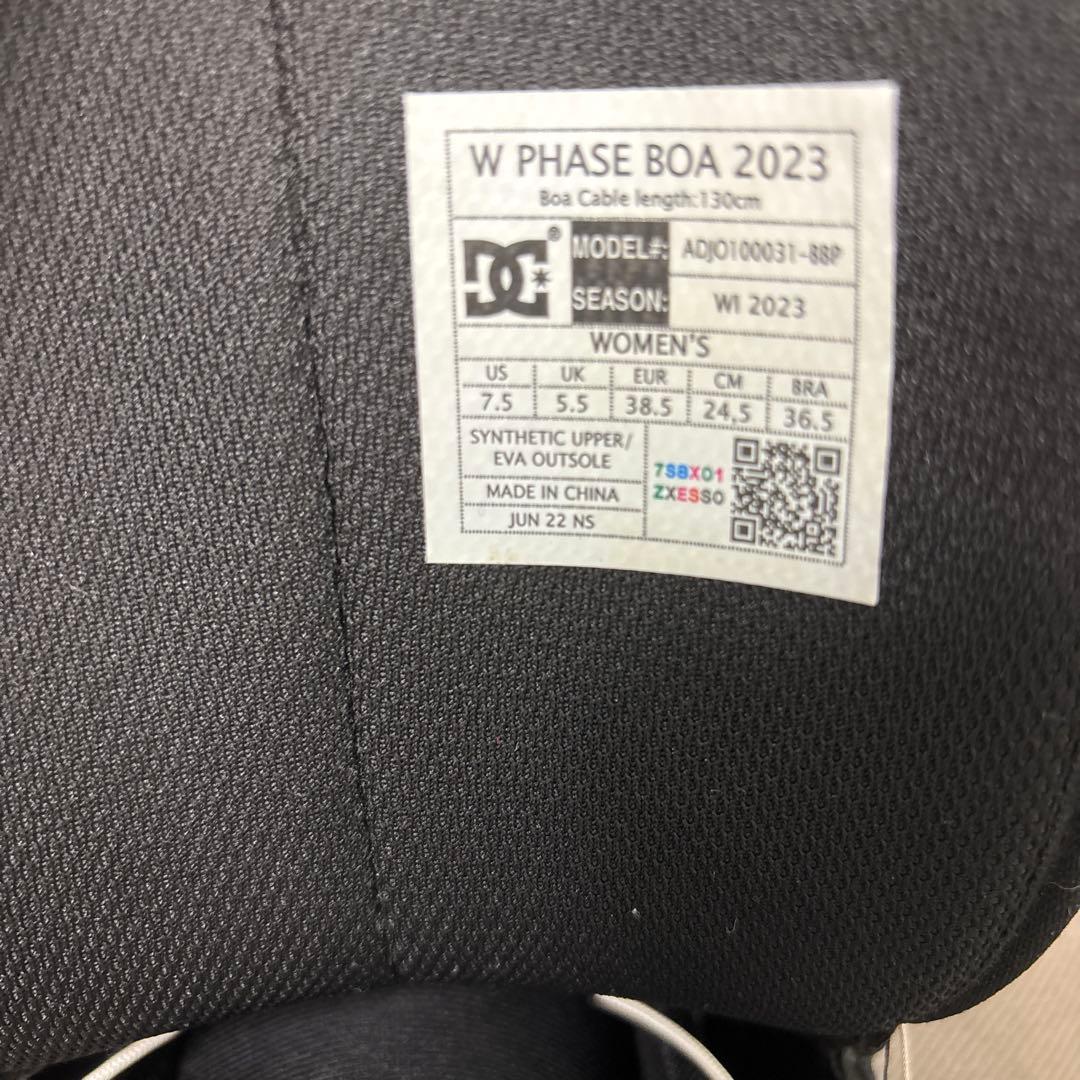 W PHASE BOA 2023
Boa Cable length:130cm
DC
®
MODEL#: ADJO100031-88P
SEASON: WI 2023
WOMEN'S
US UK EUR CM BRA
7.5 5.5 38.5 24,5 36.5
SYNTHETIC UPPER/
EVA OUTSOLE
MADE IN CHINA
JUN 22 NS
7SBX01
ZXESS0